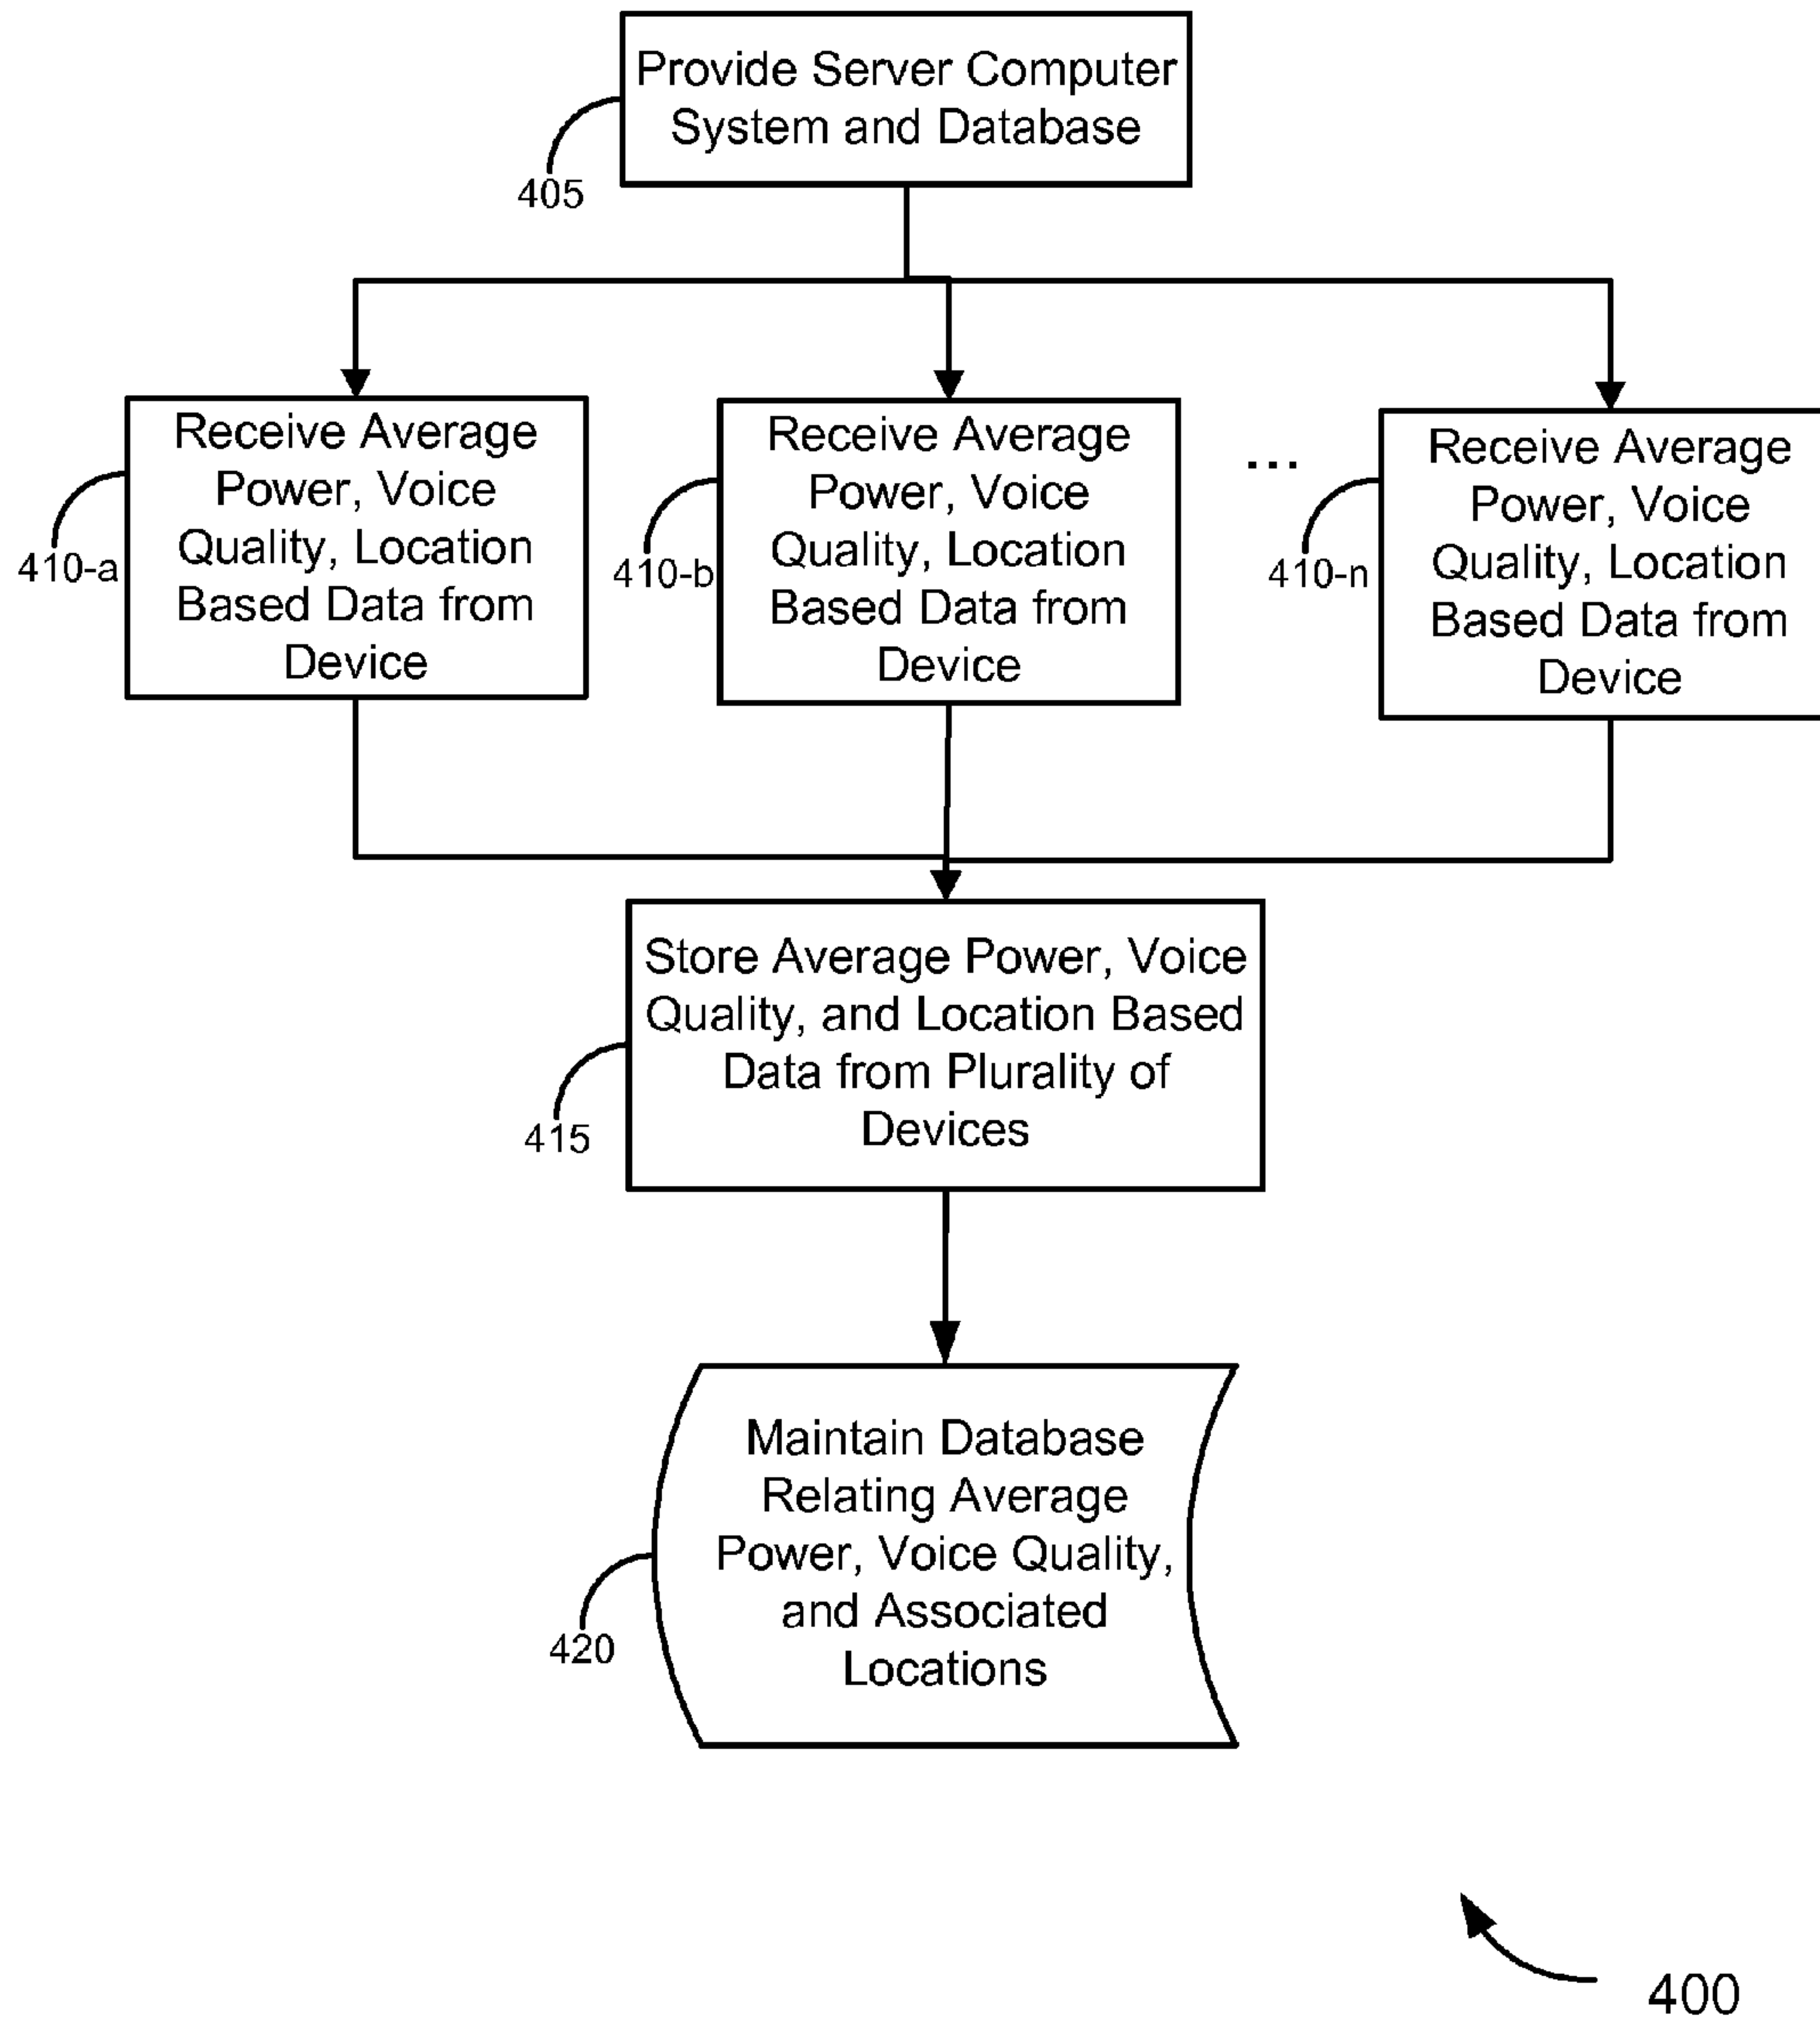 Provide Server Computer
System and Database
405
Receive Average
Power, Voice
Quality, Location
Based Data from
Device
410-a
Receive Average
Power, Voice
Quality, Location
Based Data from
Device
410-b
...
Receive Average
Power, Voice
Quality, Location
Based Data from
Device
410-n
Store Average Power, Voice
Quality, and Location Based
Data from Plurality of
Devices
415
Maintain Database
Relating Average
Power, Voice Quality,
and Associated
Locations
420
400